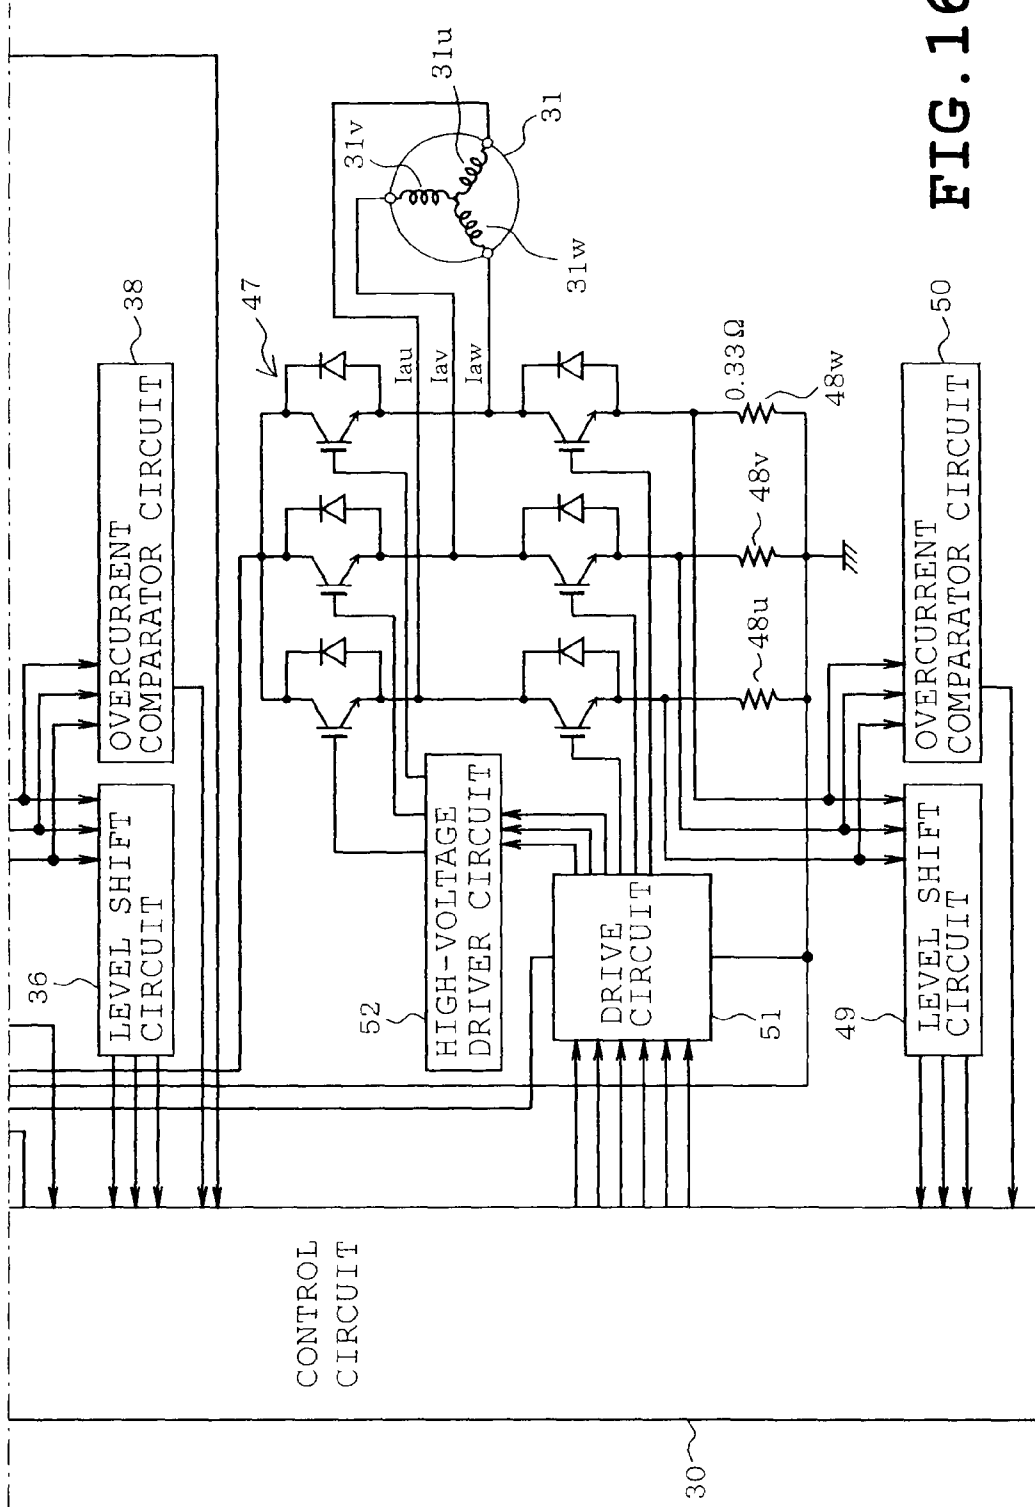 36
LEVEL SHIFT
CIRCUIT
OVERCURRENT
COMPARATOR CIRCUIT
38
CONTROL
CIRCUIT
30
52
HIGH-VOLTAGE
DRIVER CIRCUIT
DRIVE
CIRCUIT
51
47
Iau
Iav
Iaw
31v
31u
31
31w
0.33Ω
48u
48v
48w
49
LEVEL SHIFT
CIRCUIT
OVERCURRENT
COMPARATOR CIRCUIT
50
FIG.16